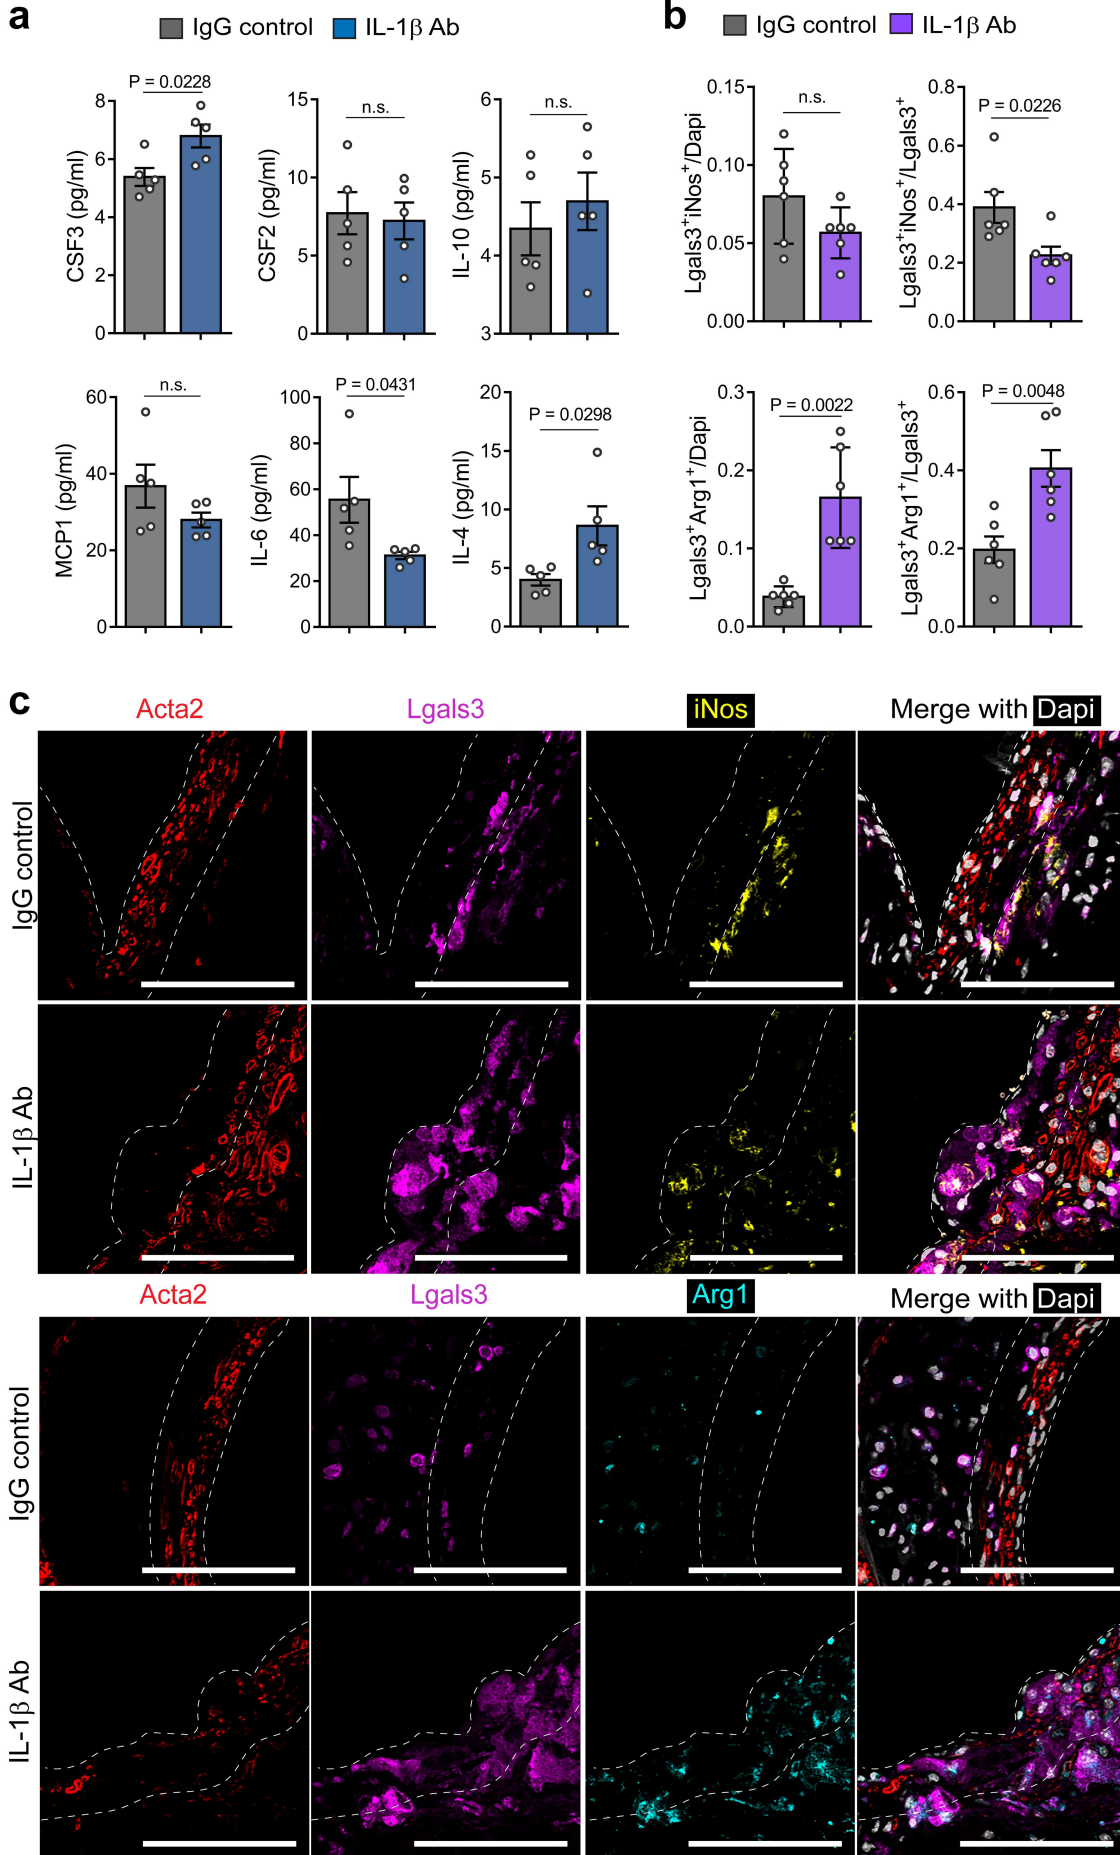 a
IgG control IL-1β Ab
P = 0.0228
CSF3 (pg/ml)
8
6
4
2
0
n.s.
CSF2 (pg/ml)
15
10
5
0
n.s.
IL-10 (pg/ml)
6
5
4
3
n.s.
MCP1 (pg/ml)
60
40
20
0
P = 0.0431
IL-6 (pg/ml)
100
80
60
40
20
0
P = 0.0298
IL-4 (pg/ml)
20
15
10
5
0
b
IgG control IL-1β Ab
n.s.
Lgals3⁺iNos⁺/Dapi
0.15
0.10
0.05
0.00
P = 0.0226
Lgals3⁺iNos⁺/Lgals3⁺
0.8
0.6
0.4
0.2
0.0
P = 0.0022
Lgals3⁺Arg1⁺/Dapi
0.3
0.2
0.1
0.0
P = 0.0048
Lgals3⁺Arg1⁺/Lgals3⁺
0.6
0.4
0.2
0.0
c
Acta2 Lgals3 iNos Merge with Dapi
IgG control
IL-1β Ab
Acta2 Lgals3 Arg1 Merge with Dapi
IgG control
IL-1β Ab